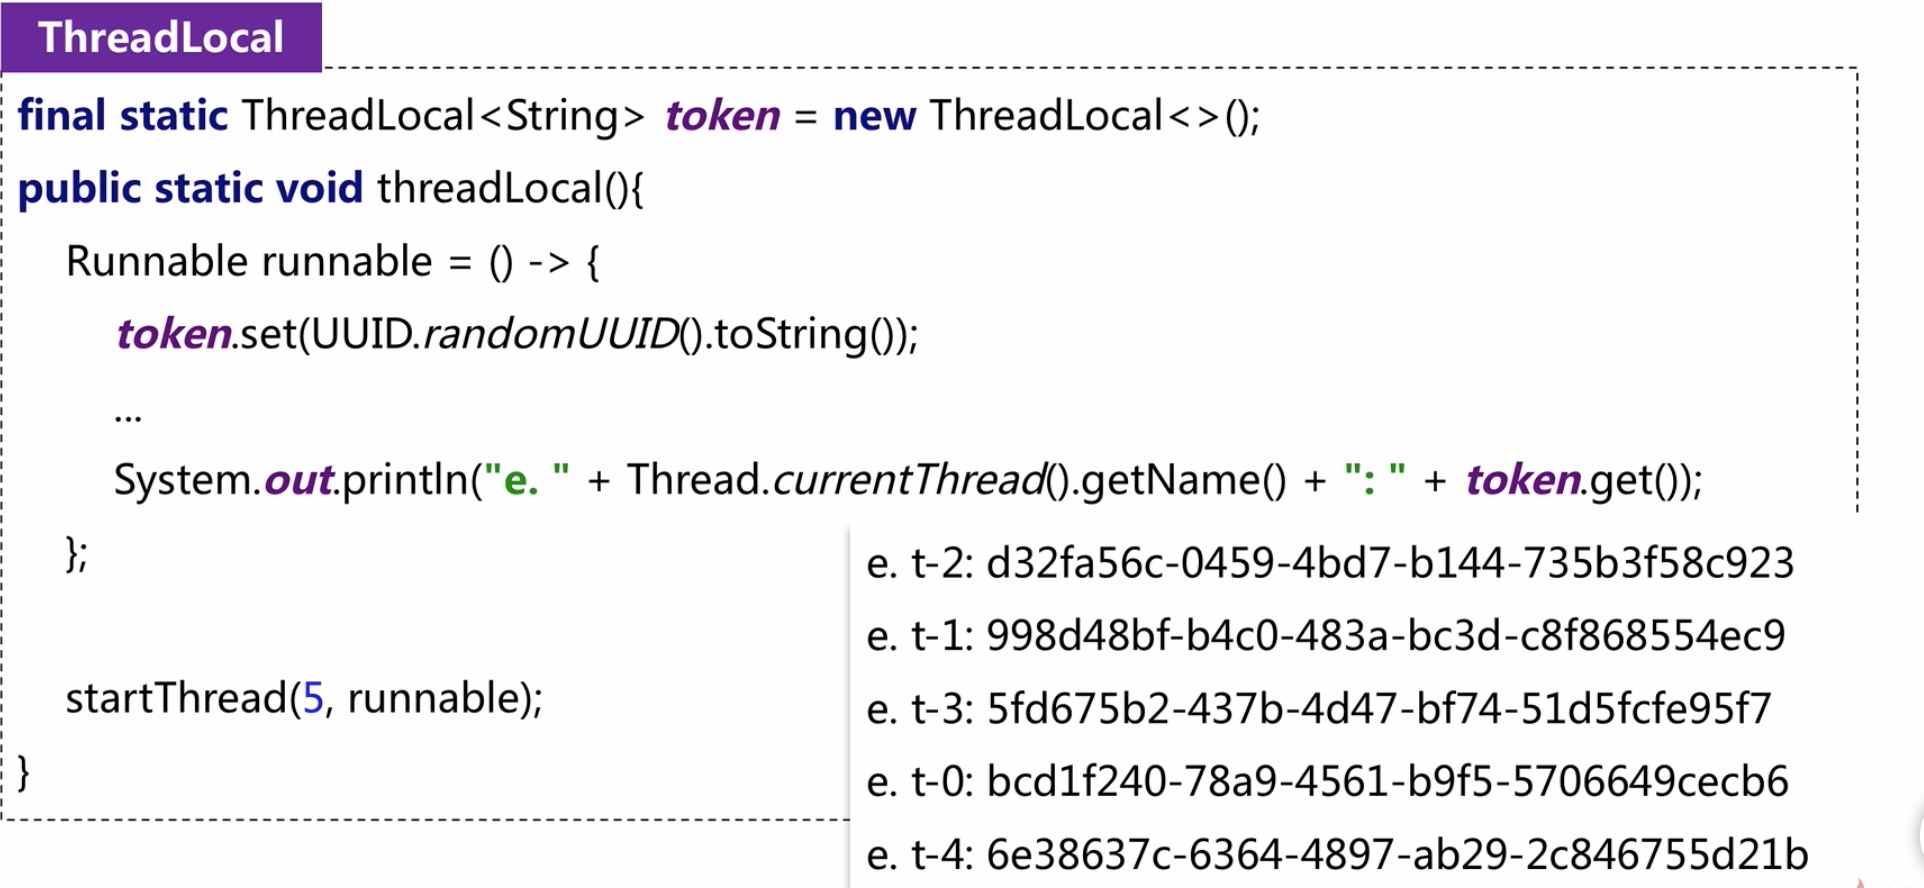 ThreadLocal
final static ThreadLocal<String> token = new ThreadLocal<>();
public static void threadLocal(){
Runnable runnable = () -> {
token.set(UUID.randomUUID().toString());
...
System.out.println("e. " + Thread.currentThread().getName() + ": " + token.get());
};
startThread(5, runnable);
}
e. t-2: d32fa56c-0459-4bd7-b144-735b3f58c923
e. t-1: 998d48bf-b4c0-483a-bc3d-c8f868554ec9
e. t-3: 5fd675b2-437b-4d47-bf74-51d5fcfe95f7
e. t-0: bcd1f240-78a9-4561-b9f5-5706649cecb6
e. t-4: 6e38637c-6364-4897-ab29-2c846755d21b